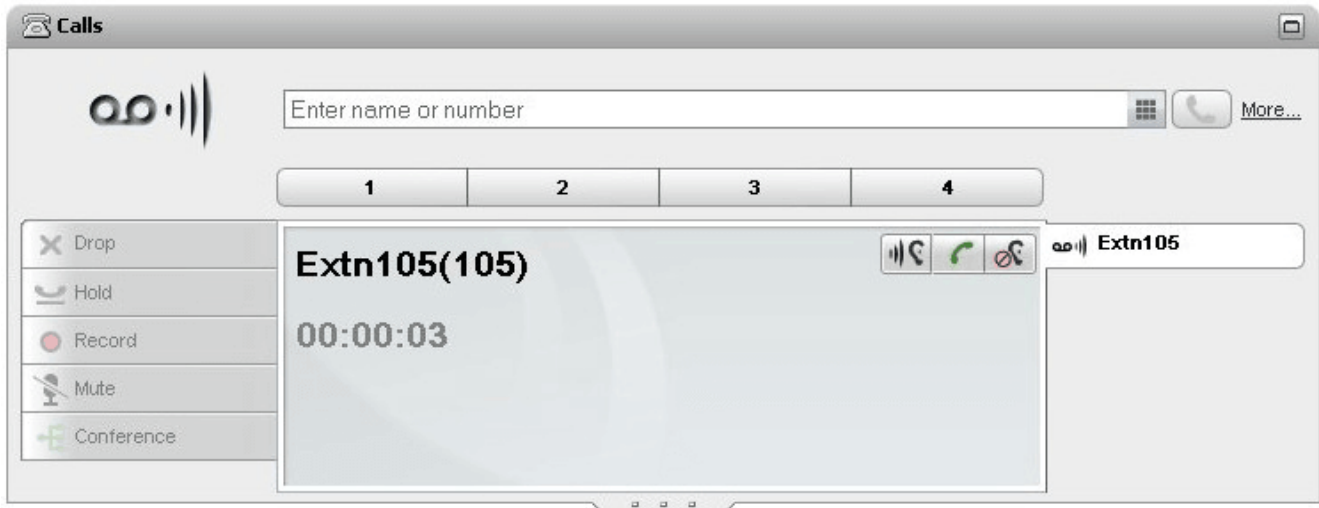 Calls
Enter name or number
More...
1 2 3 4
Drop
Hold
Record
Mute
Conference
Extn105(105)
00:00:03
Extn105